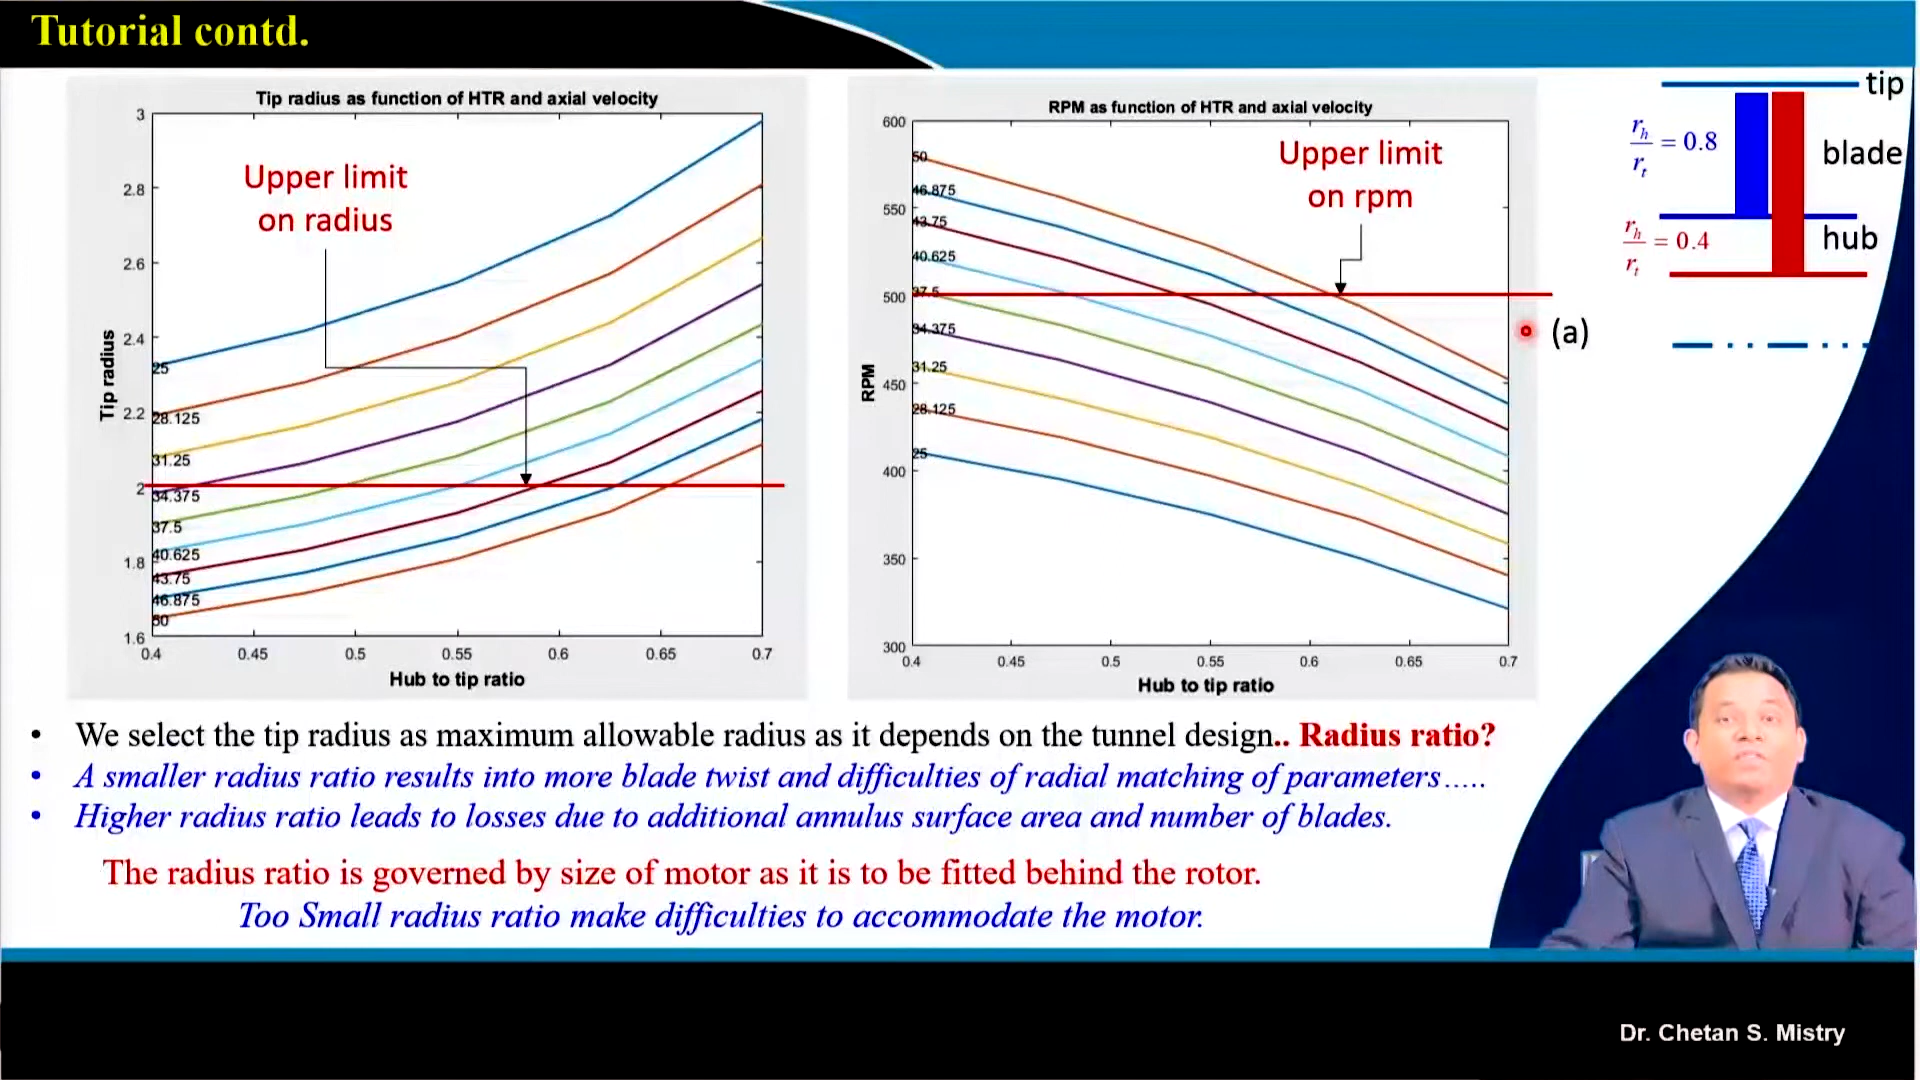 Tutorial contd.
Tip radius as function of HTR and axial velocity
3
2.8
2.6
2.4
2.2
2
1.8
1.6
Tip radius
Upper limit
on radius
25
28.125
31.25
34.375
37.5
40.625
43.75
46.875
50
0.4 0.45 0.5 0.55 0.6 0.65 0.7
Hub to tip ratio
RPM as function of HTR and axial velocity
600
550
500
450
400
350
300
RPM
Upper limit
on rpm
50
46.875
43.75
40.625
37.5
34.375
31.25
28.125
25
0.4 0.45 0.5 0.55 0.6 0.65 0.7
Hub to tip ratio
(a)
tip
r_h/r_t = 0.8
blade
r_h/r_t = 0.4
hub
• We select the tip radius as maximum allowable radius as it depends on the tunnel design.. Radius ratio?
• A smaller radius ratio results into more blade twist and difficulties of radial matching of parameters…..
• Higher radius ratio leads to losses due to additional annulus surface area and number of blades.
The radius ratio is governed by size of motor as it is to be fitted behind the rotor.
Too Small radius ratio make difficulties to accommodate the motor.
Dr. Chetan S. Mistry